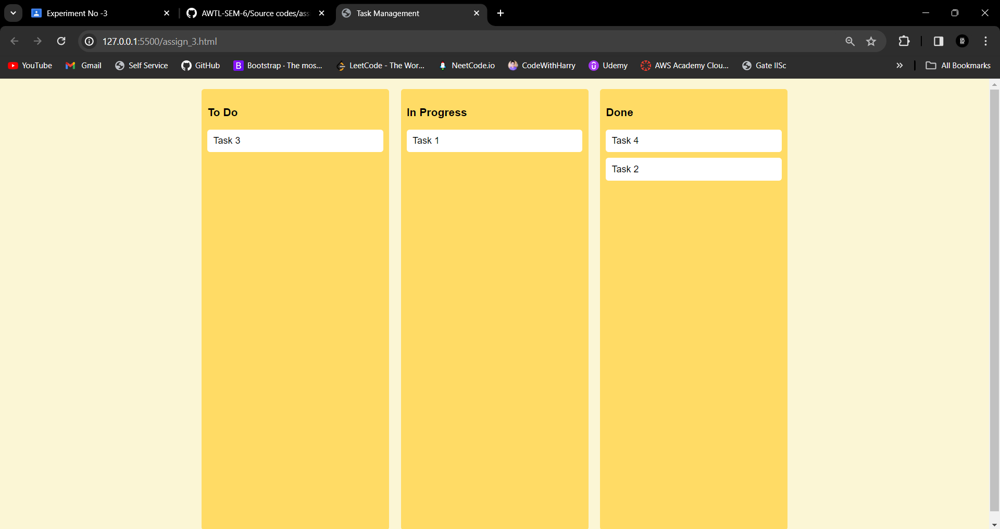 Experiment No -3
AWTL-SEM-6/Source codes/ass
Task Management
127.0.0.1:5500/assign_3.html
YouTube
Gmail
Self Service
GitHub
Bootstrap · The mos...
LeetCode - The Wor...
NeetCode.io
CodeWithHarry
Udemy
AWS Academy Clou...
Gate IISc
All Bookmarks
To Do
Task 3
In Progress
Task 1
Done
Task 4
Task 2